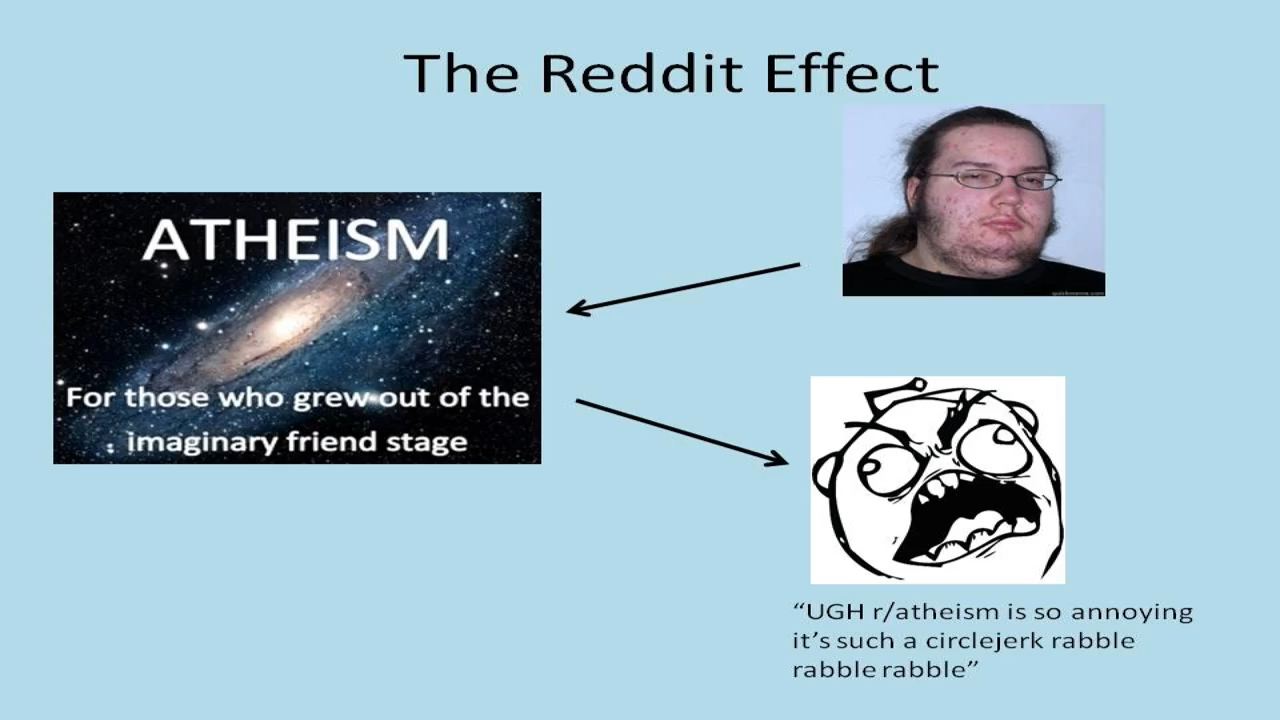 The Reddit Effect
ATHEISM
For those who grew out of the
imaginary friend stage
“UGH r/atheism is so annoying
it’s such a circlejerk rabble
rabble rabble”